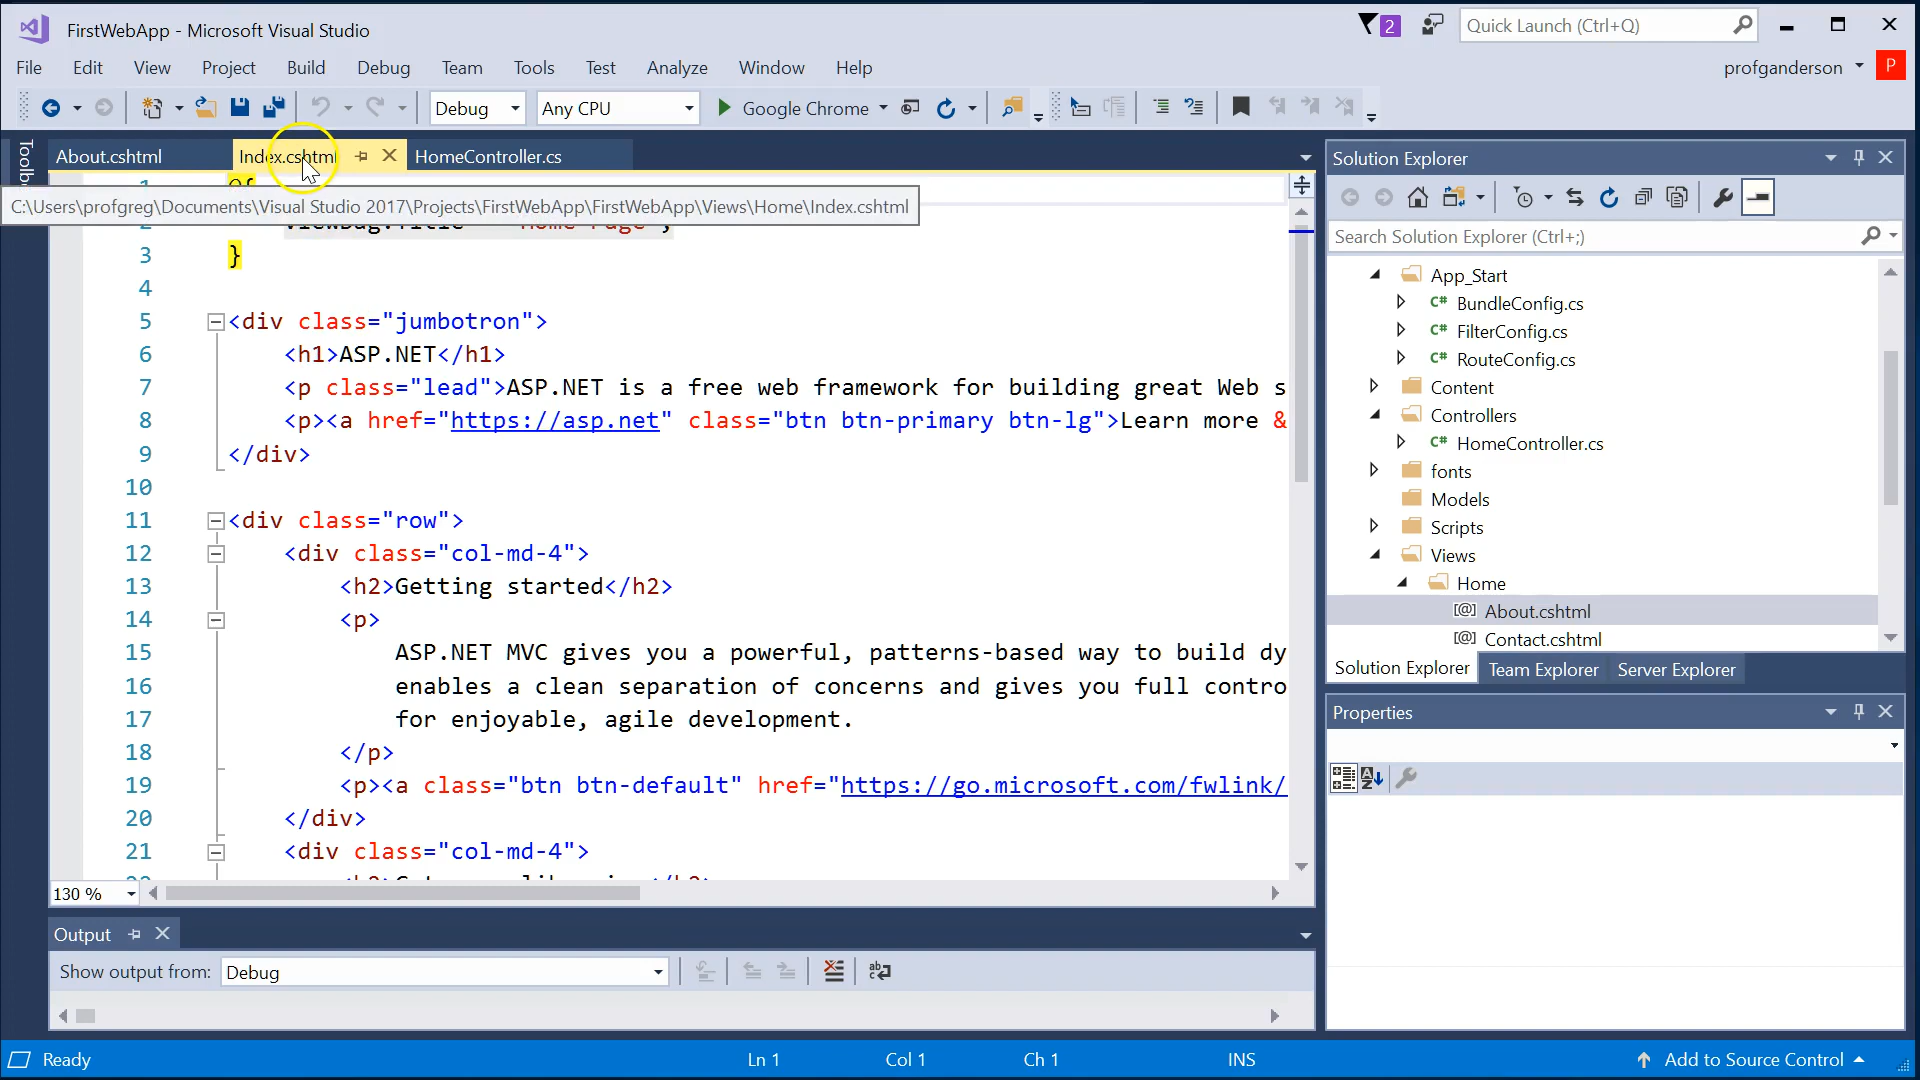 FirstWebApp - Microsoft Visual Studio
2
Quick Launch (Ctrl+Q)
File Edit View Project Build Debug Team Tools Test Analyze Window Help
profganderson P
Debug Any CPU Google Chrome
About.cshtml Index.cshtml HomeController.cs
C:\Users\profgreg\Documents\Visual Studio 2017\Projects\FirstWebApp\FirstWebApp\Views\Home\Index.cshtml
3 }
4
5 <div class="jumbotron">
6 <h1>ASP.NET</h1>
7 <p class="lead">ASP.NET is a free web framework for building great Web s
8 <p><a href="https://asp.net" class="btn btn-primary btn-lg">Learn more &
9 </div>
10
11 <div class="row">
12 <div class="col-md-4">
13 <h2>Getting started</h2>
14 <p>
15 ASP.NET MVC gives you a powerful, patterns-based way to build dy
16 enables a clean separation of concerns and gives you full contro
17 for enjoyable, agile development.
18 </p>
19 <p><a class="btn btn-default" href="https://go.microsoft.com/fwlink/
20 </div>
21 <div class="col-md-4">
130 %
Output
Show output from: Debug
Solution Explorer
Search Solution Explorer (Ctrl+;)
App_Start
C# BundleConfig.cs
C# FilterConfig.cs
C# RouteConfig.cs
Content
Controllers
C# HomeController.cs
fonts
Models
Scripts
Views
Home
[@] About.cshtml
[@] Contact.cshtml
Solution Explorer Team Explorer Server Explorer
Properties
Ready Ln 1 Col 1 Ch 1 INS Add to Source Control